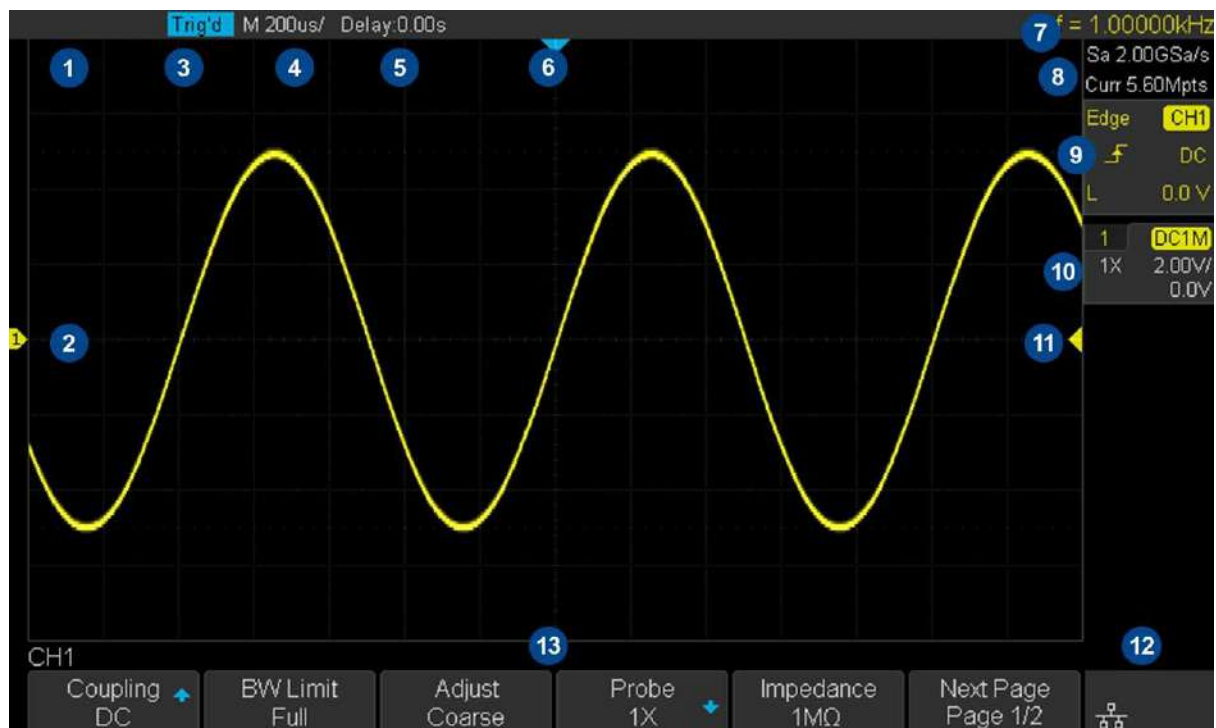 Trig'd M 200us/ Delay:0.00s f = 1.00000kHz
7
1 3 4 5 6
Sa 2.00GSa/s
8
Curr 5.60Mpts
Edge CH1
9 DC
L 0.0 V
1 DC1M
10 1X 2.00V/
0.0V
1 2 11
13 12
CH1
Coupling BW Limit Adjust Probe Impedance Next Page
DC Full Coarse 1X 1MΩ Page 1/2